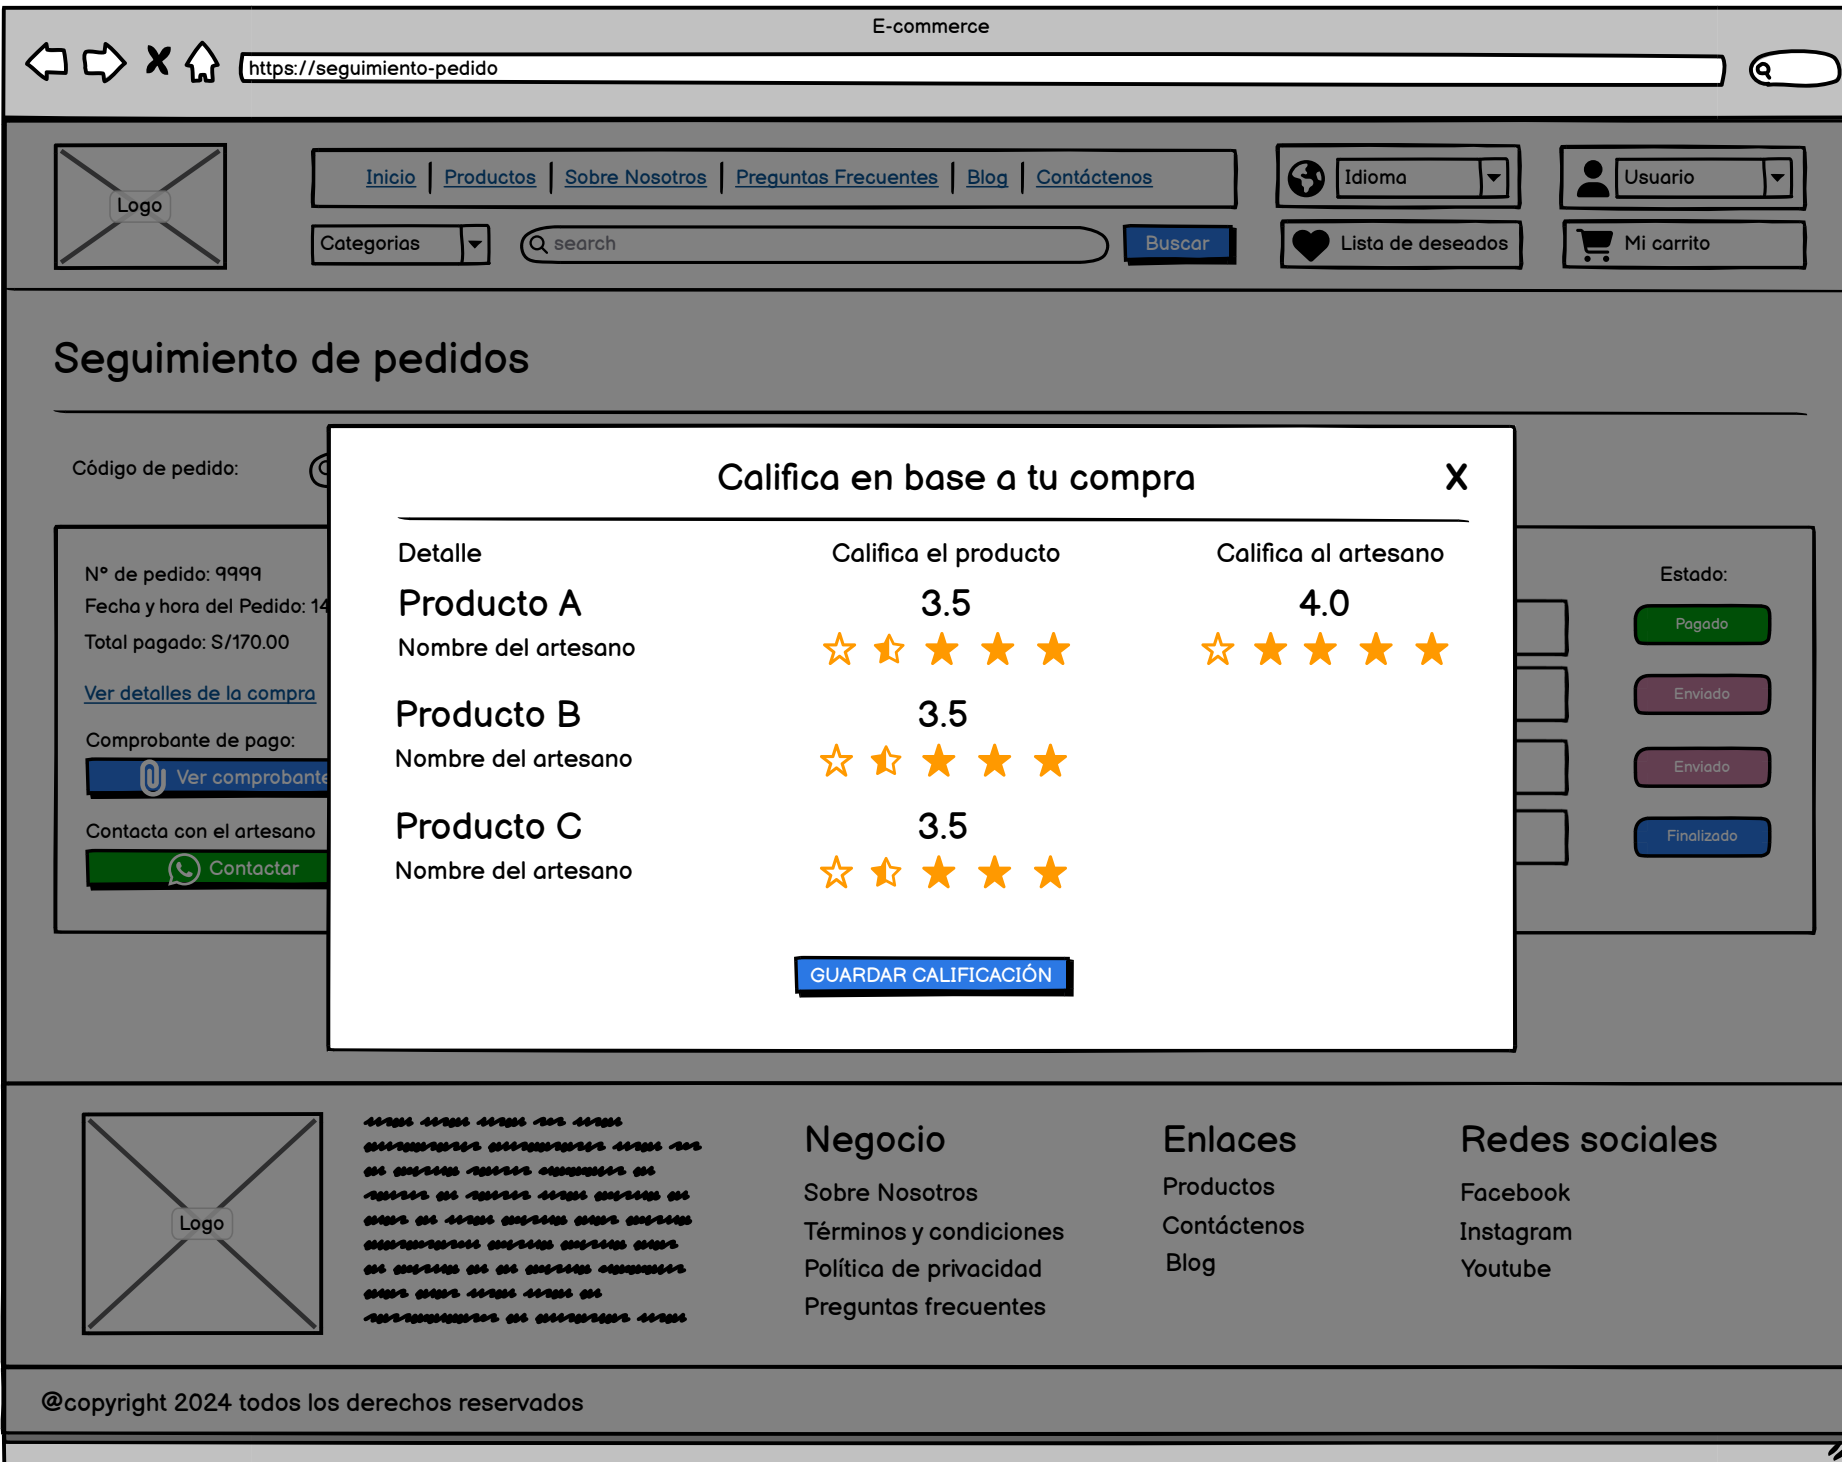 E-commerce
https://seguimiento-pedido
Logo
Inicio
Productos
Sobre Nosotros
Preguntas Frecuentes
Blog
Contáctenos
Idioma
Usuario
Categorias
search
Buscar
Lista de deseados
Mi carrito
Seguimiento de pedidos
Código de pedido:
Califica en base a tu compra
X
Detalle
Califica el producto
Califica al artesano
Producto A
3.5
4.0
Nombre del artesano
Producto B
3.5
Nombre del artesano
Producto C
3.5
Nombre del artesano
GUARDAR CALIFICACIÓN
N° de pedido: 9999
Fecha y hora del Pedido: 14
Total pagado: S/170.00
Ver detalles de la compra
Comprobante de pago:
Ver comprobante
Contacta con el artesano
Contactar
Estado:
Pagado
Enviado
Enviado
Finalizado
Logo
Negocio
Sobre Nosotros
Términos y condiciones
Política de privacidad
Preguntas frecuentes
Enlaces
Productos
Contáctenos
Blog
Redes sociales
Facebook
Instagram
Youtube
@copyright 2024 todos los derechos reservados